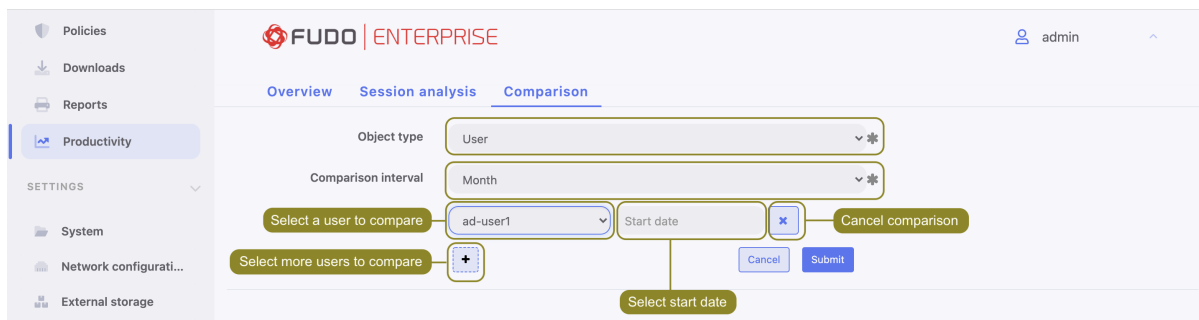 Policies
FUDO ENTERPRISE
admin
Downloads
Overview Session analysis Comparison
Reports
Productivity
Object type User
Comparison interval Month
SETTINGS
Select a user to compare ad-user1 Start date Cancel comparison
System
Select more users to compare + Cancel Submit
Network configurati...
External storage
Select start date